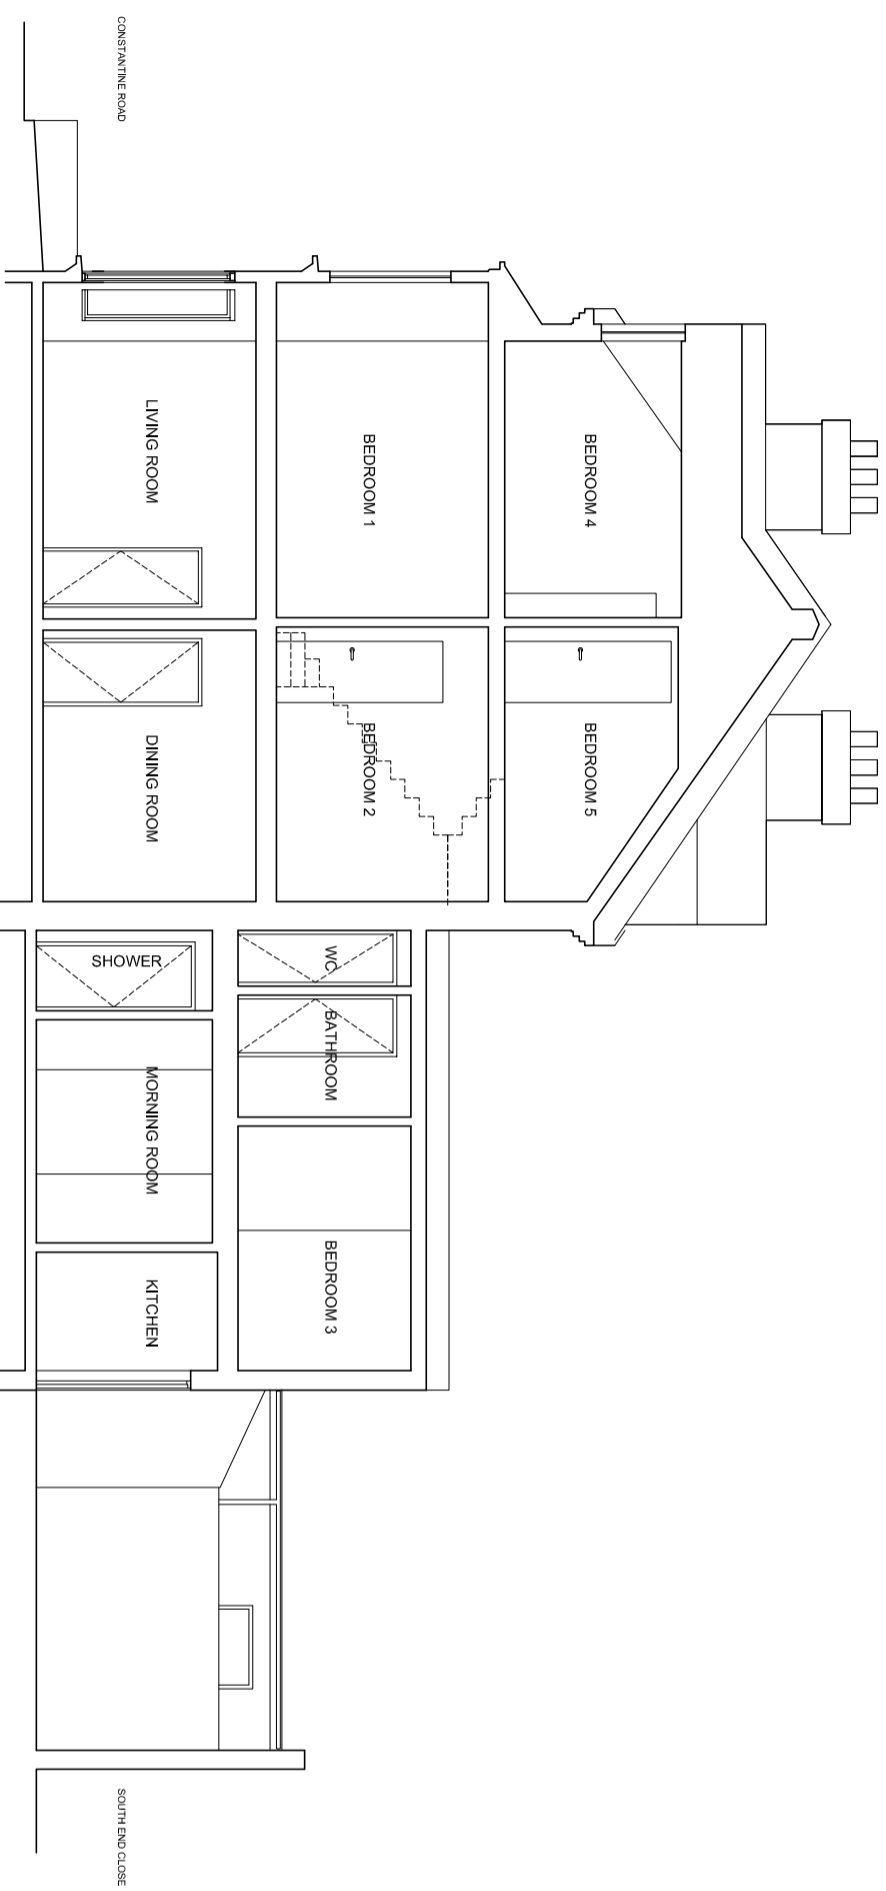 CONSTANTINE ROAD
BEDROOM 4
BEDROOM 5
BEDROOM 1
BEDROOM 2
LIVING ROOM
DINING ROOM
WC
BATHROOM
BEDROOM 3
SHOWER
MORNING ROOM
KITCHEN
SOUTH END CLOSE